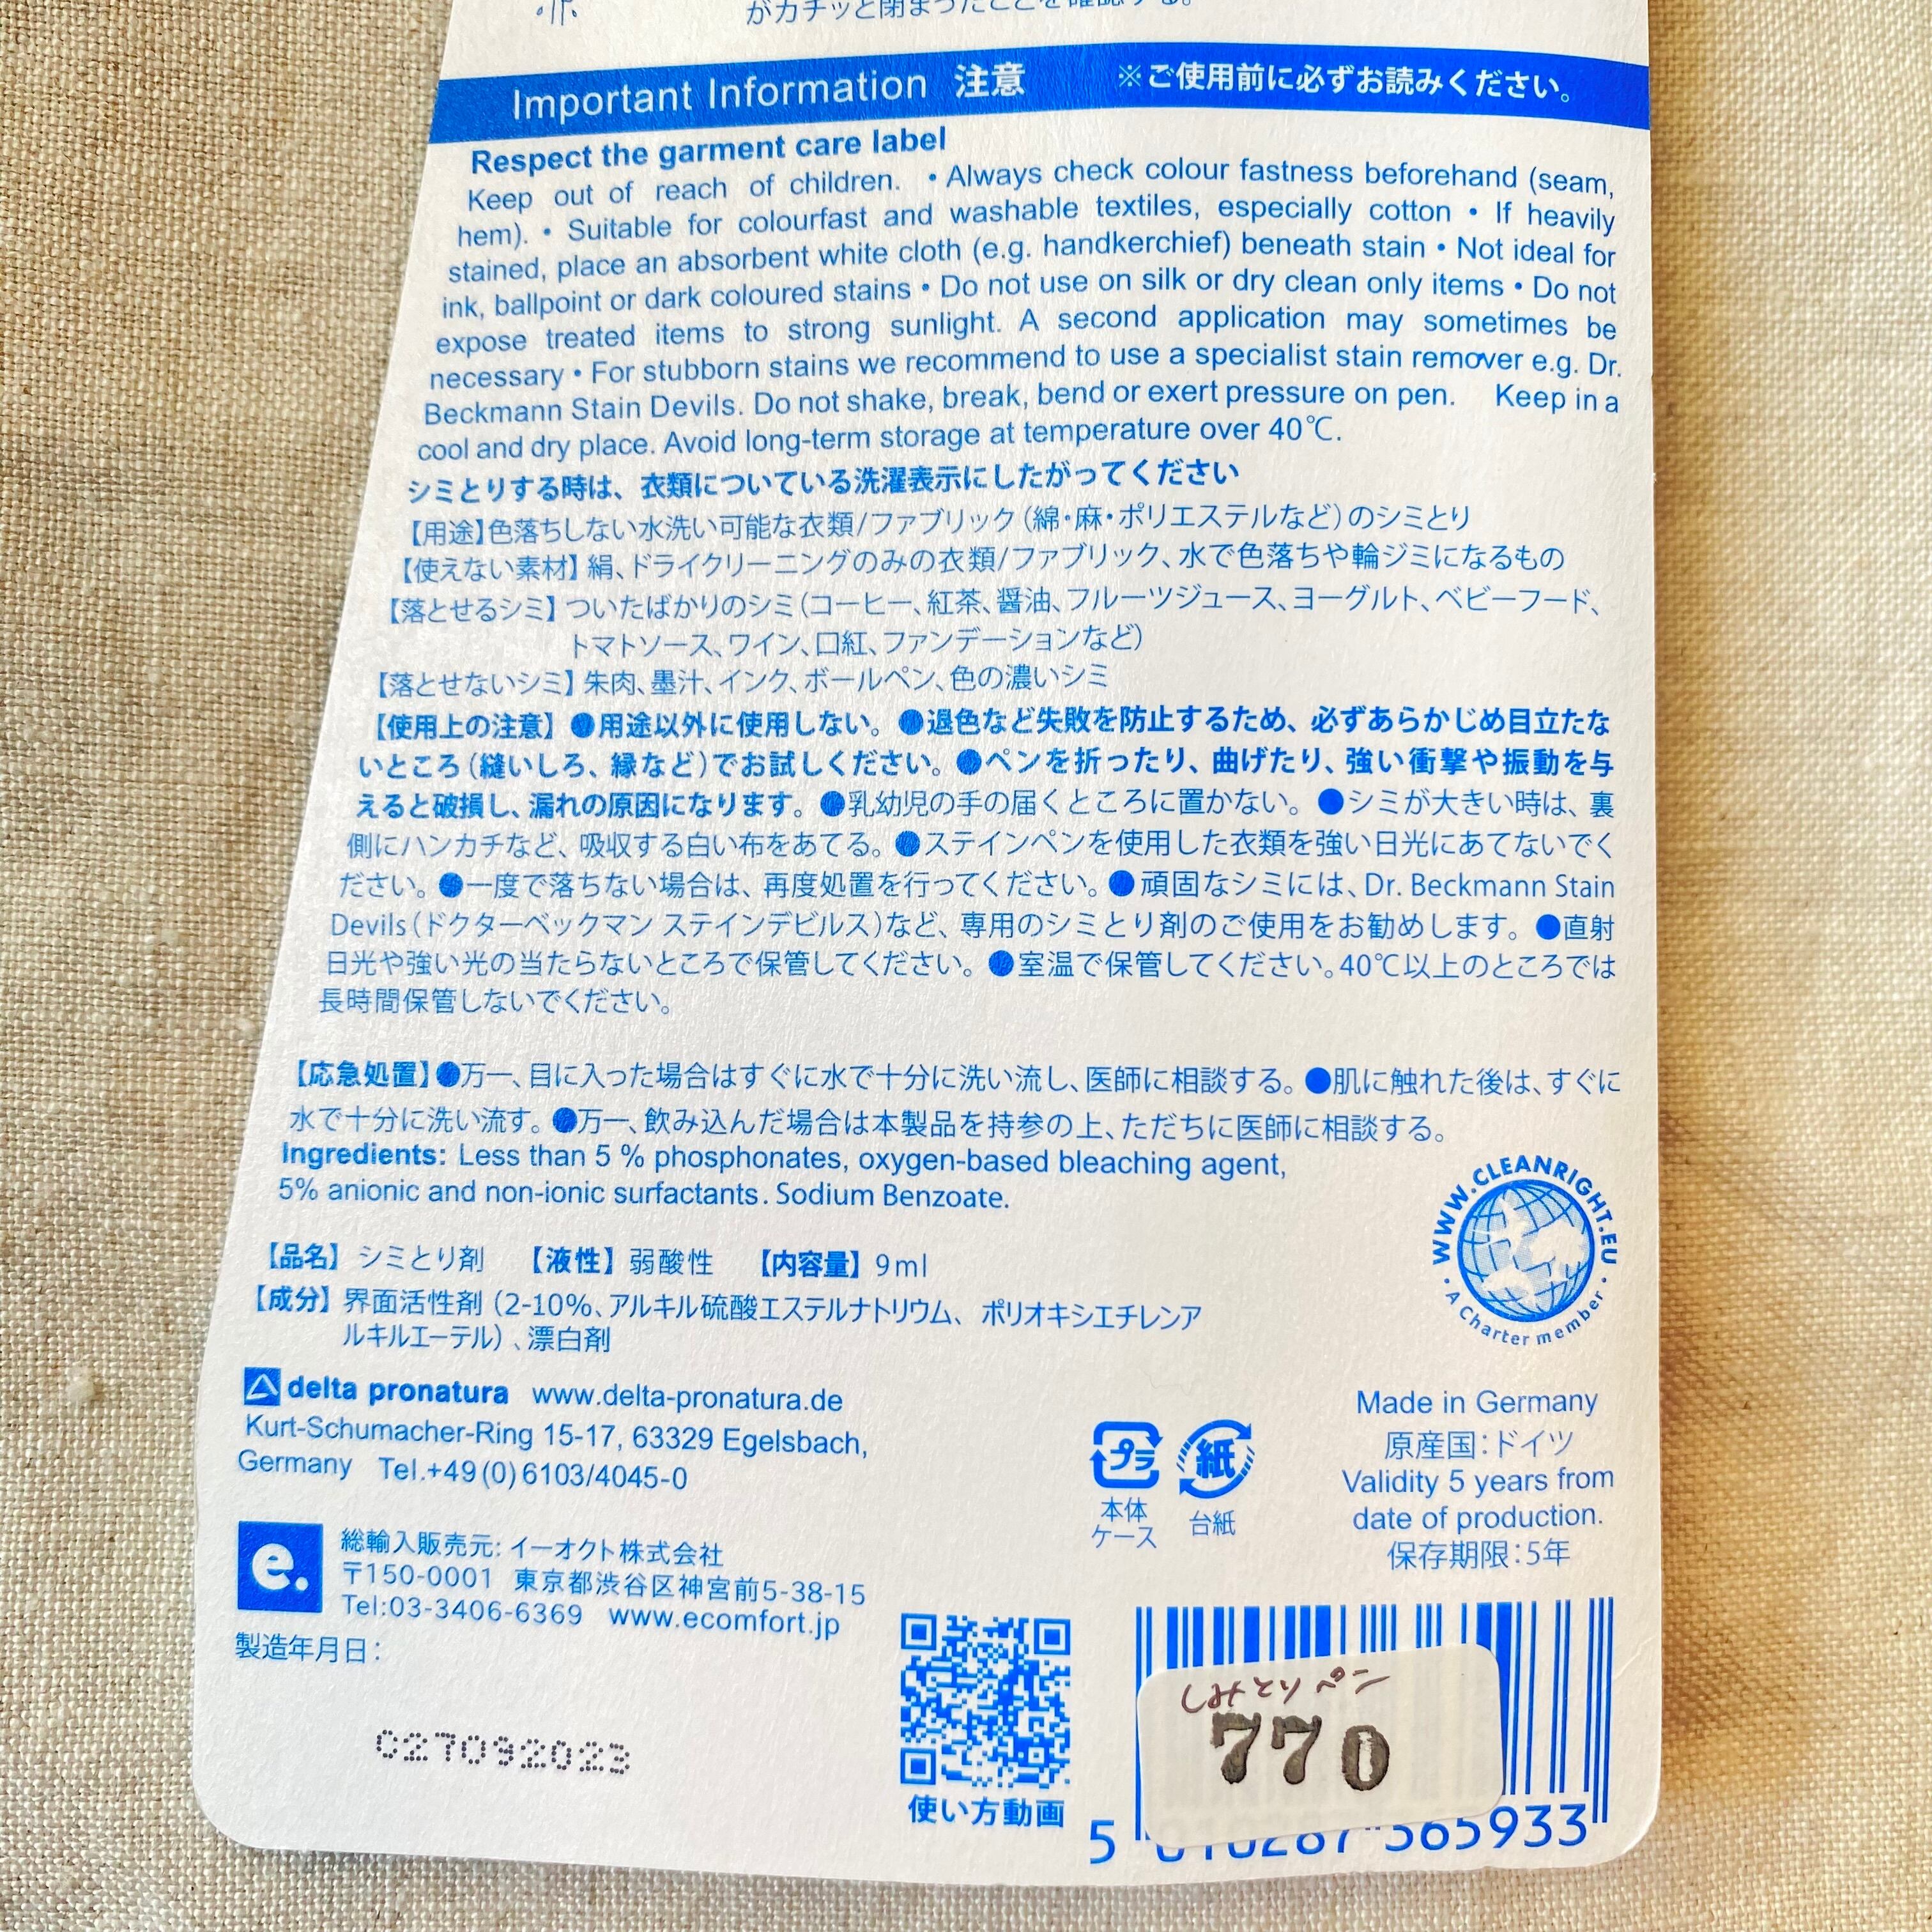 がカチッと閉まったことを確認する。
Important Information 注意 ※ご使用前に必ずお読みください。
Respect the garment care label
Keep out of reach of children. • Always check colour fastness beforehand (seam,
hem). • Suitable for colourfast and washable textiles, especially cotton • If heavily
stained, place an absorbent white cloth (e.g. handkerchief) beneath stain • Not ideal for
ink, ballpoint or dark coloured stains • Do not use on silk or dry clean only items • Do not
expose treated items to strong sunlight. A second application may sometimes be
necessary • For stubborn stains we recommend to use a specialist stain remover e.g. Dr.
Beckmann Stain Devils. Do not shake, break, bend or exert pressure on pen. Keep in a
cool and dry place. Avoid long-term storage at temperature over 40℃.
シミとりする時は、衣類についている洗濯表示にしたがってください
【用途】色落ちしない水洗い可能な衣類/ファブリック（綿・麻・ポリエステルなど）のシミとり
【使えない素材】絹、ドライクリーニングのみの衣類/ファブリック、水で色落ちや輪ジミになるもの
【落とせるシミ】ついたばかりのシミ（コーヒー、紅茶、醤油、フルーツジュース、ヨーグルト、ベビーフード、
トマトソース、ワイン、口紅、ファンデーションなど）
【落とせないシミ】朱肉、墨汁、インク、ボールペン、色の濃いシミ
【使用上の注意】●用途以外に使用しない。●退色など失敗を防止するため、必ずあらかじめ目立たな
いところ（縫いしろ、縁など）でお試しください。●ペンを折ったり、曲げたり、強い衝撃や振動を与
えると破損し、漏れの原因になります。●乳幼児の手の届くところに置かない。●シミが大きい時は、裏
側にハンカチなど、吸収する白い布をあてる。●ステインペンを使用した衣類を強い日光にあてないでく
ださい。●一度で落ちない場合は、再度処置を行ってください。●頑固なシミには、Dr. Beckmann Stain
Devils（ドクターベックマン ステインデビルス）など、専用のシミとり剤のご使用をお勧めします。●直射
日光や強い光の当たらないところで保管してください。●室温で保管してください。40℃以上のところでは
長時間保管しないでください。
【応急処置】●万一、目に入った場合はすぐに水で十分に洗い流し、医師に相談する。●肌に触れた後は、すぐに
水で十分に洗い流す。●万一、飲み込んだ場合は本製品を持参の上、ただちに医師に相談する。
Ingredients: Less than 5 % phosphonates, oxygen-based bleaching agent,
5% anionic and non-ionic surfactants. Sodium Benzoate.
WWW.CLEANRIGHT.EU
· A Charter member ·
【品名】シミとり剤 【液性】弱酸性 【内容量】9ml
【成分】界面活性剤（2-10%、アルキル硫酸エステルナトリウム、ポリオキシエチレンア
ルキルエーテル）、漂白剤
delta pronatura www.delta-pronatura.de
Kurt-Schumacher-Ring 15-17, 63329 Egelsbach,
Germany Tel.+49(0)6103/4045-0
プラ
本体
ケース
紙
台紙
Made in Germany
原産国：ドイツ
Validity 5 years from
date of production.
保存期限：5年
e.
総輸入販売元: イーオクト株式会社
〒150-0001 東京都渋谷区神宮前5-38-15
Tel:03-3406-6369 www.ecomfort.jp
製造年月日：
C27092023
使い方動画
しみとりペン
770
5 010287 365933